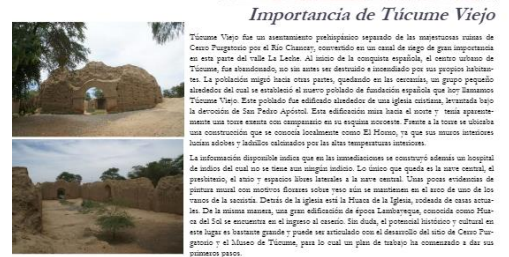 Importancia de Túcume Viejo
Túcume Viejo fue un asentamiento prehispánico separado de las majestuosas ruinas de
Cerro Purgatorio por el Río Chancay, convertido en un canal de riego de gran importancia
en esta parte del valle La Leche. Al inicio de la conquista española, el centro urbano de
Túcume, fue abandonado, no sin antes ser destruido e incendiado por sus propios habitan-
tes. La población migró hacia otras partes, quedando en las cercanías, un grupo pequeño
alrededor del cual se estableció el nuevo poblado de fundación española que hoy llamamos
Túcume Viejo. Este poblado fue edificado alrededor de una iglesia cristiana, levantada bajo
la devoción de San Pedro Apóstol. Esta edificación mira hacia el norte y tenía aparente-
mente una torre exenta con campanario en su esquina noroeste. Frente a la torre se ubicaba
una construcción que se conocía localmente como El Horno, ya que sus muros interiores
lucían adobes y ladrillos calcinados por las altas temperaturas interiores.
La información disponible indica que en las inmediaciones se construyó además un hospital
de indios del cual no se tiene aun ningún indicio. Lo único que queda es la nave central, el
presbiterio, el atrio y espacios libres laterales a la nave central. Unas pocas evidencias de
pintura mural con motivos florales sobre yeso aún se mantienen en el arco de uno de los
vanos de la sacristía. Detrás de la iglesia está la Huaca de la Iglesia, rodeada de casas actua-
les. De la misma manera, una gran edificación de época Lambayeque, conocida como Hua-
ca del Sol se encuentra en el ingreso al caserío. Sin duda, el potencial histórico y cultural en
este lugar es bastante grande y puede ser articulado con el desarrollo del sitio de Cerro Pur-
gatorio y el Museo de Túcume, para lo cual un plan de trabajo ha comenzado a dar sus
primeros pasos.